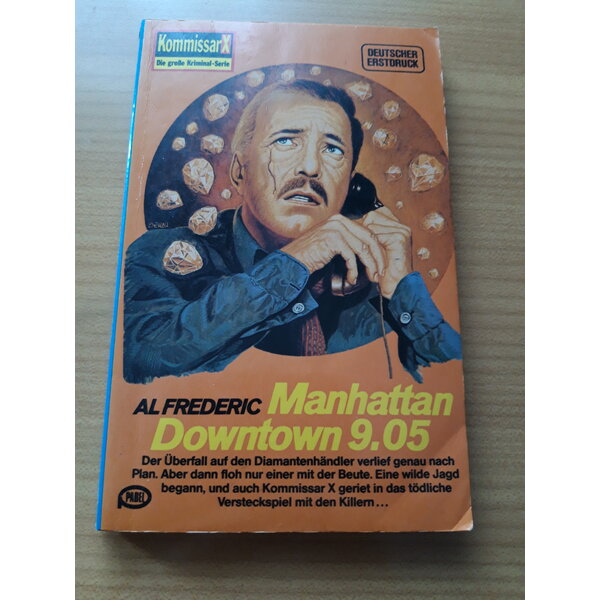 Kommissar X
Die große Kriminal-Serie
DEUTSCHER
ERSTDRUCK
OEHRLI
AL FREDERIC Manhattan
Downtown 9.05
Der Überfall auf den Diamantenhändler verlief genau nach
Plan. Aber dann floh nur einer mit der Beute. Eine wilde Jagd
begann, und auch Kommissar X geriet in das tödliche
Versteckspiel mit den Killern...
PABEL